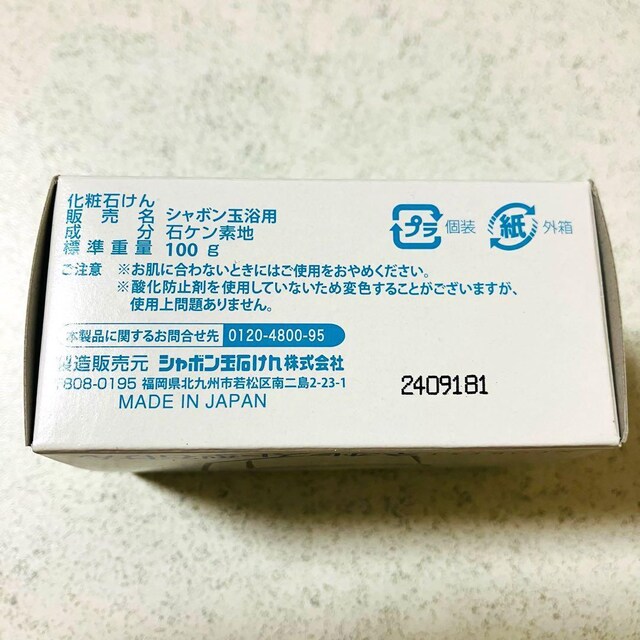 化粧石けん
販売名 シャボン玉浴用
成分 石ケン素地
標準重量 100g
ご注意 ※お肌に合わないときにはご使用をおやめください。
※酸化防止剤を使用していないため変色することがございますが、
使用上問題ありません。
プラ 個装
紙 外箱
本製品に関するお問合せ先 0120-4800-95
製造販売元 シャボン玉石けん株式会社
〒808-0195 福岡県北九州市若松区南二島2-23-1
MADE IN JAPAN
2409181